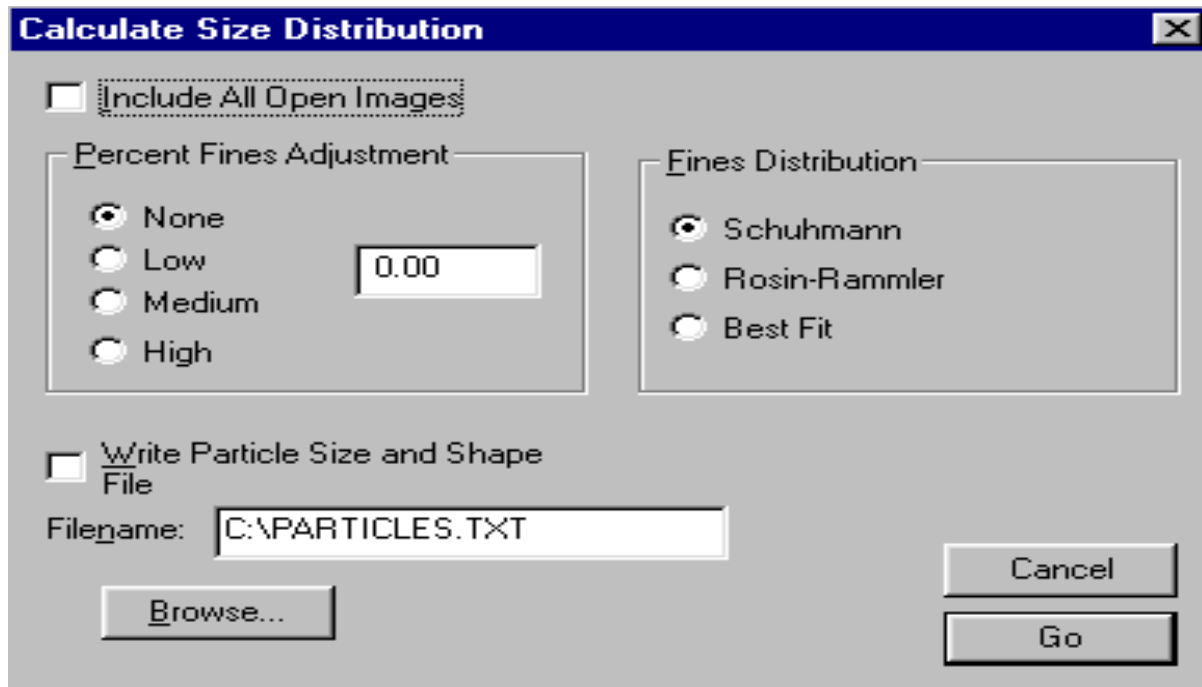 Calculate Size Distribution
Include All Open Images
Percent Fines Adjustment
None
Low
0.00
Medium
High
Fines Distribution
Schuhmann
Rosin-Rammler
Best Fit
Write Particle Size and Shape
File
Filename: C:\PARTICLES.TXT
Browse...
Cancel
Go